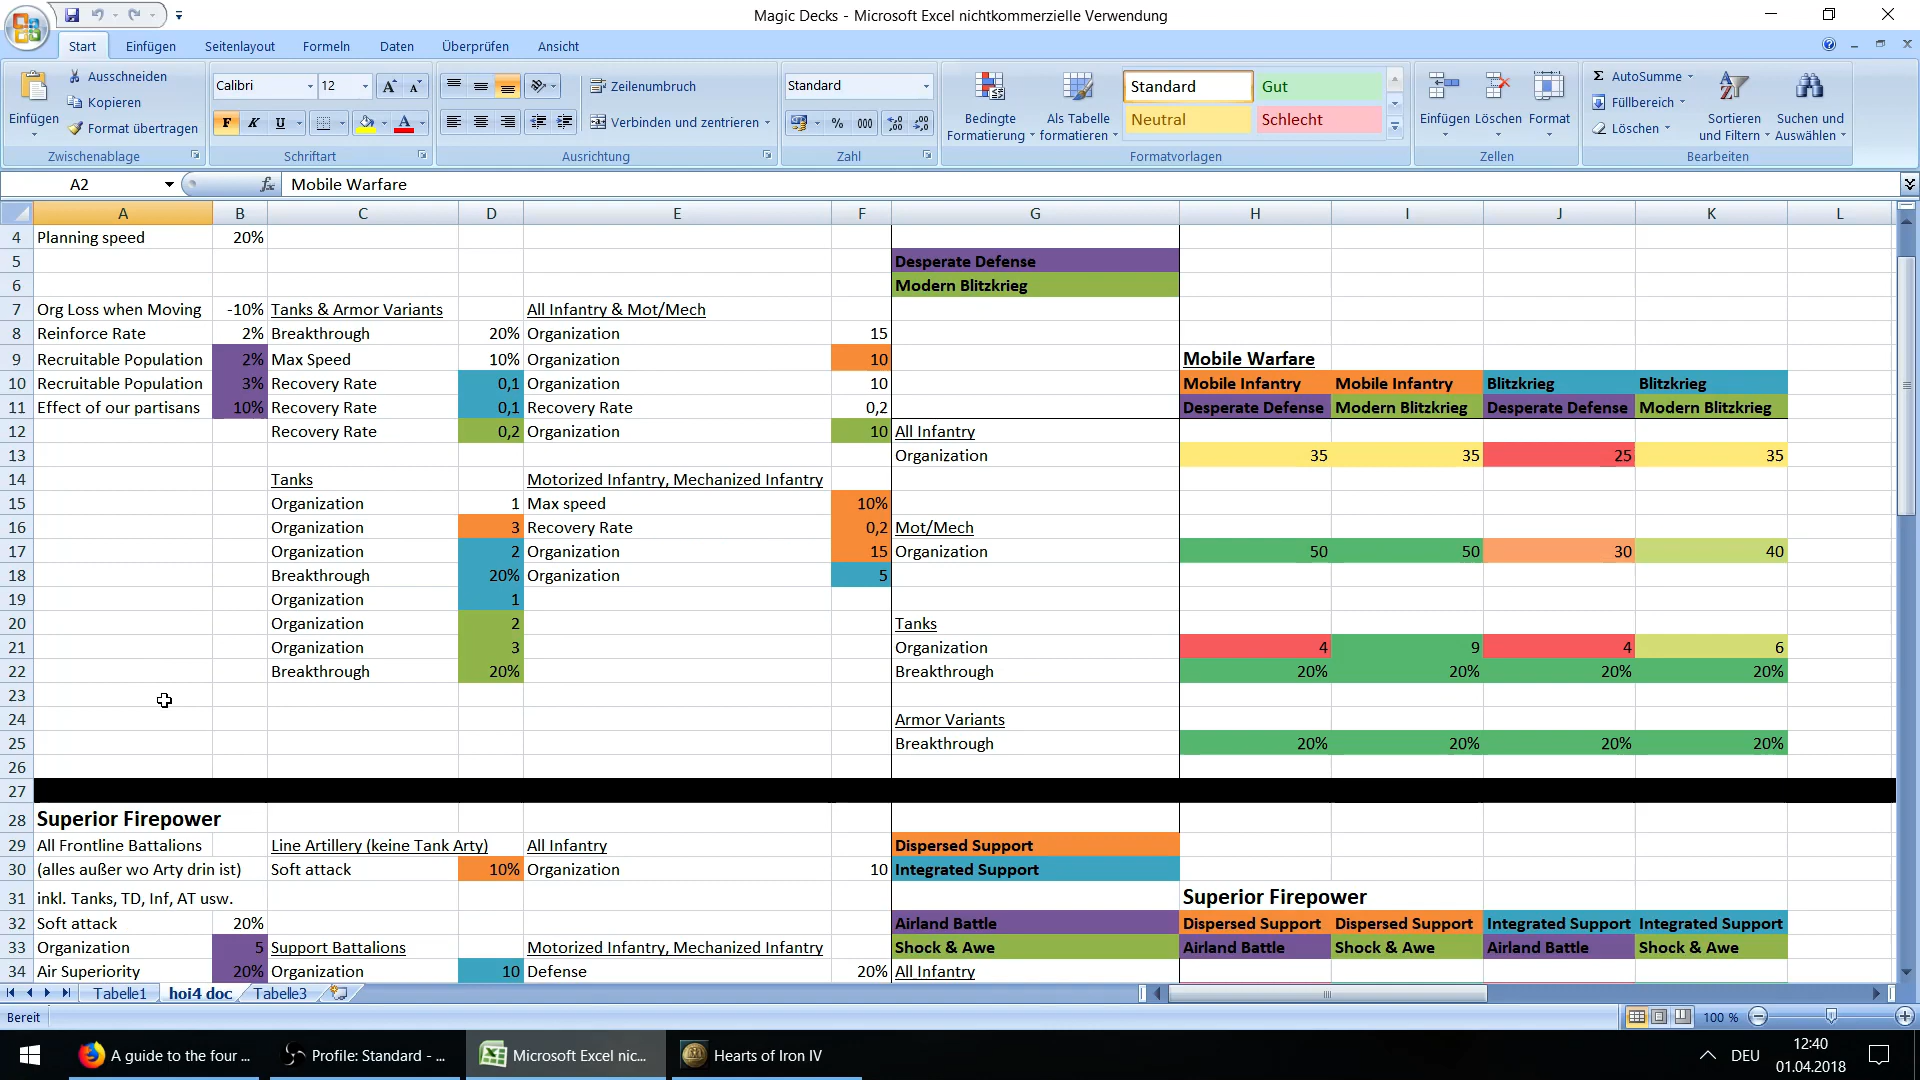 Magic Decks - Microsoft Excel nichtkommerzielle Verwendung
Start Einfügen Seitenlayout Formeln Daten Überprüfen Ansicht
Einfügen
Ausschneiden
Kopieren
Format übertragen
Zwischenablage
Calibri 12
F K U
Schriftart
Zeilenumbruch
Verbinden und zentrieren
Ausrichtung
Standard
% 000
Zahl
Bedingte Formatierung
Als Tabelle formatieren
Standard Gut
Neutral Schlecht
Formatvorlagen
Einfügen Löschen Format
Zellen
Σ AutoSumme
Füllbereich
Löschen
Sortieren und Filtern
Suchen und Auswählen
Bearbeiten
A2 fx Mobile Warfare
A B C D E F G H I J K L
4 Planning speed 20%
5 Desperate Defense
6 Modern Blitzkrieg
7 Org Loss when Moving -10% Tanks & Armor Variants All Infantry & Mot/Mech
8 Reinforce Rate 2% Breakthrough 20% Organization 15
9 Recruitable Population 2% Max Speed 10% Organization 10 Mobile Warfare
10 Recruitable Population 3% Recovery Rate 0,1 Organization 10 Mobile Infantry Mobile Infantry Blitzkrieg Blitzkrieg
11 Effect of our partisans 10% Recovery Rate 0,1 Recovery Rate 0,2 Desperate Defense Modern Blitzkrieg Desperate Defense Modern Blitzkrieg
12 Recovery Rate 0,2 Organization 10 All Infantry
13 Organization 35 35 25 35
14 Tanks Motorized Infantry, Mechanized Infantry
15 Organization 1 Max speed 10%
16 Organization 3 Recovery Rate 0,2 Mot/Mech
17 Organization 2 Organization 15 Organization 50 50 30 40
18 Breakthrough 20% Organization 5
19 Organization 1
20 Organization 2 Tanks
21 Organization 3 Organization 4 9 4 6
22 Breakthrough 20% Breakthrough 20% 20% 20% 20%
23
24 Armor Variants
25 Breakthrough 20% 20% 20% 20%
26
27
28 Superior Firepower
29 All Frontline Battalions Line Artillery (keine Tank Arty) All Infantry Dispersed Support
30 (alles außer wo Arty drin ist) Soft attack 10% Organization 10 Integrated Support
31 inkl. Tanks, TD, Inf, AT usw. Superior Firepower
32 Soft attack 20% Airland Battle Dispersed Support Dispersed Support Integrated Support Integrated Support
33 Organization 5 Support Battalions Motorized Infantry, Mechanized Infantry Shock & Awe Airland Battle Shock & Awe Airland Battle Shock & Awe
34 Air Superiority 20% Organization 10 Defense 20% All Infantry
Tabelle1 hoi4 doc Tabelle3
Bereit 100 %
A guide to the four ... Profile: Standard - ... Microsoft Excel nic... Hearts of Iron IV DEU 12:40
01.04.2018